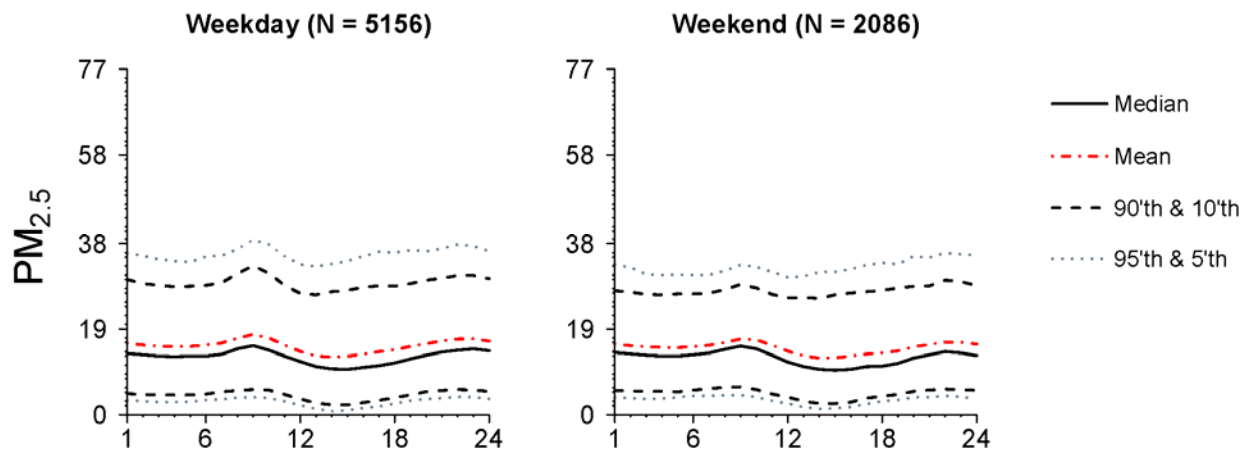 Weekday (N = 5156)
Weekend (N = 2086)
PM2.5
77
58
38
19
0
1
6
12
18
24
77
58
38
19
0
1
6
12
18
24
Median
Mean
90'th & 10'th
95'th & 5'th